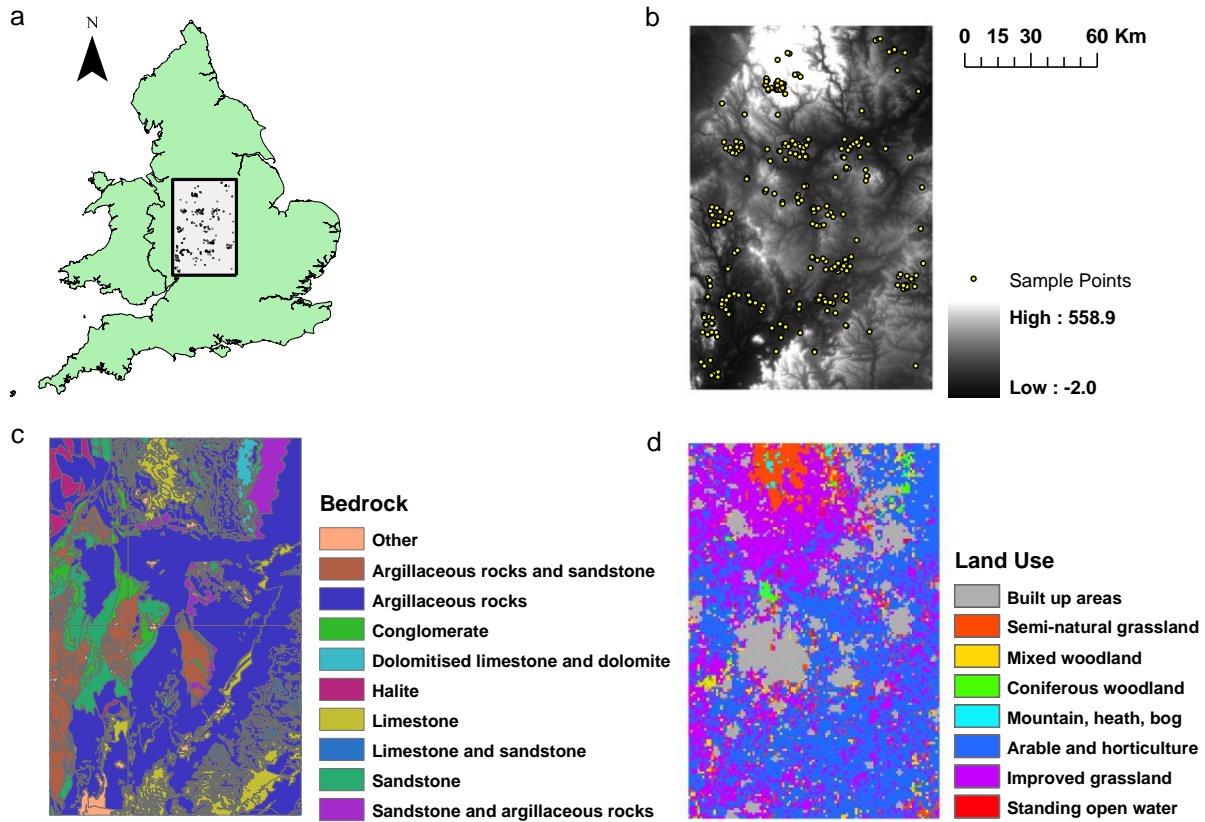 a
N
b
0 15 30 60 Km
Sample Points
High : 558.9
Low : -2.0
c
Bedrock
Other
Argillaceous rocks and sandstone
Argillaceous rocks
Conglomerate
Dolomitised limestone and dolomite
Halite
Limestone
Limestone and sandstone
Sandstone
Sandstone and argillaceous rocks
d
Land Use
Built up areas
Semi-natural grassland
Mixed woodland
Coniferous woodland
Mountain, heath, bog
Arable and horticulture
Improved grassland
Standing open water